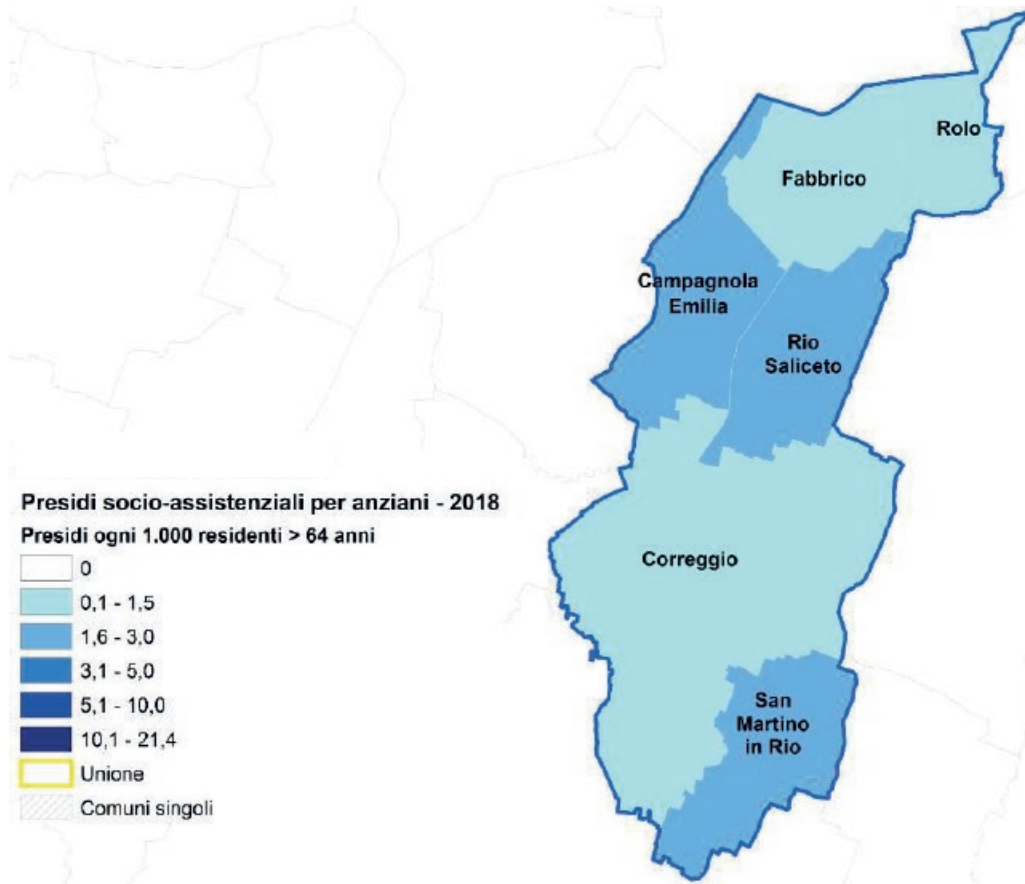 Rolo
Fabbrico
Campagnola
Emilia
Rio
Saliceto
Correggio
San
Martino
in Rio
Presidi socio-assistenziali per anziani - 2018
Presidi ogni 1.000 residenti > 64 anni
0
0,1 - 1,5
1,6 - 3,0
3,1 - 5,0
5,1 - 10,0
10,1 - 21,4
Unione
Comuni singoli